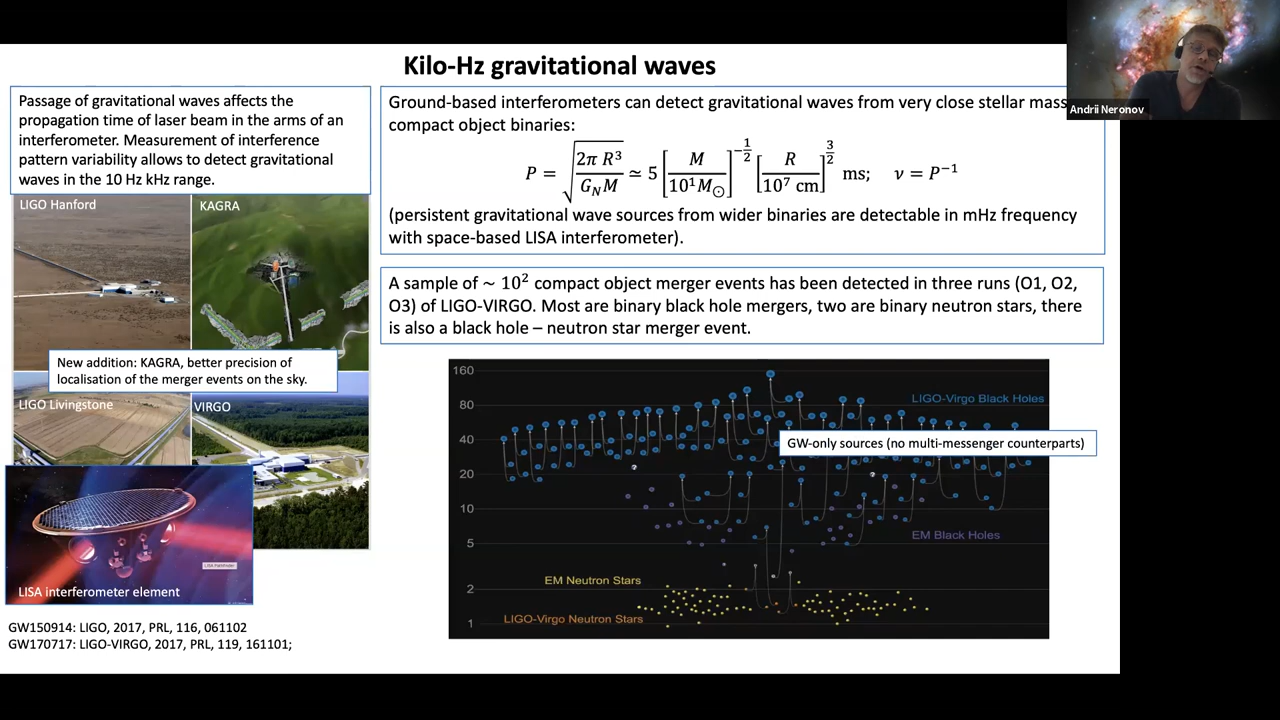 Kilo-Hz gravitational waves
Andrii Neronov
Passage of gravitational waves affects the
propagation time of laser beam in the arms of an
interferometer. Measurement of interference
pattern variability allows to detect gravitational
waves in the 10 Hz kHz range.
LIGO Hanford
KAGRA
New addition: KAGRA, better precision of
localisation of the merger events on the sky.
LIGO Livingstone
VIRGO
LISA interferometer element
GW150914: LIGO, 2017, PRL, 116, 061102
GW170717: LIGO-VIRGO, 2017, PRL, 119, 161101;
Ground-based interferometers can detect gravitational waves from very close stellar mass
compact object binaries:
P = √(2π R³ / G_N M) ≃ 5 [M / 10¹M⊙]^(−1/2) [R / 10⁷ cm]^(3/2) ms; ν = P⁻¹
(persistent gravitational wave sources from wider binaries are detectable in mHz frequency
with space-based LISA interferometer).
A sample of ~ 10² compact object merger events has been detected in three runs (O1, O2,
O3) of LIGO-VIRGO. Most are binary black hole mergers, two are binary neutron stars, there
is also a black hole – neutron star merger event.
160
80
40
20
10
5
2
1
LIGO-Virgo Black Holes
GW-only sources (no multi-messenger counterparts)
EM Black Holes
EM Neutron Stars
LIGO-Virgo Neutron Stars